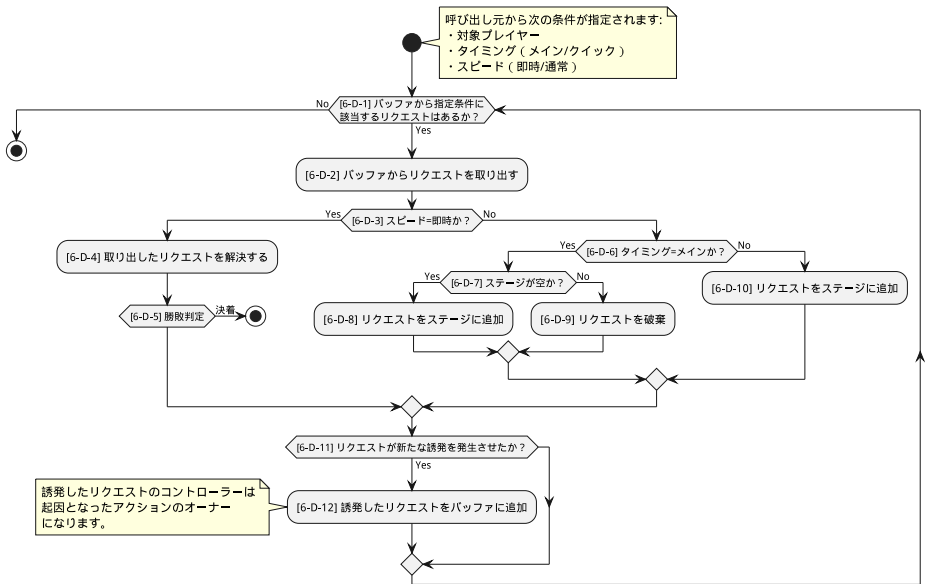 呼び出し元から次の条件が指定されます:
・対象プレイヤー
・タイミング（メイン/クイック）
・スピード（即時/通常）
No
[6-D-1] バッファから指定条件に
該当するリクエストはあるか？
Yes
[6-D-2] バッファからリクエストを取り出す
Yes
[6-D-3] スピード=即時か？
No
[6-D-4] 取り出したリクエストを解決する
Yes
[6-D-6] タイミング=メインか？
No
[6-D-5] 勝敗判定
決着
Yes
[6-D-7] ステージが空か？
No
[6-D-10] リクエストをステージに追加
[6-D-8] リクエストをステージに追加
[6-D-9] リクエストを破棄
[6-D-11] リクエストが新たな誘発を発生させたか？
Yes
誘発したリクエストのコントローラーは
起因となったアクションのオーナー
になります。
[6-D-12] 誘発したリクエストをバッファに追加